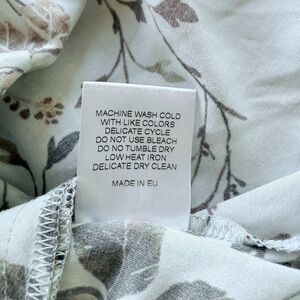 MACHINE WASH COLD
WITH LIKE COLORS
DELICATE CYCLE
DO NOT USE BLEACH
DO NO TUMBLE DRY
LOW HEAT IRON
DELICATE DRY CLEAN
MADE IN EU